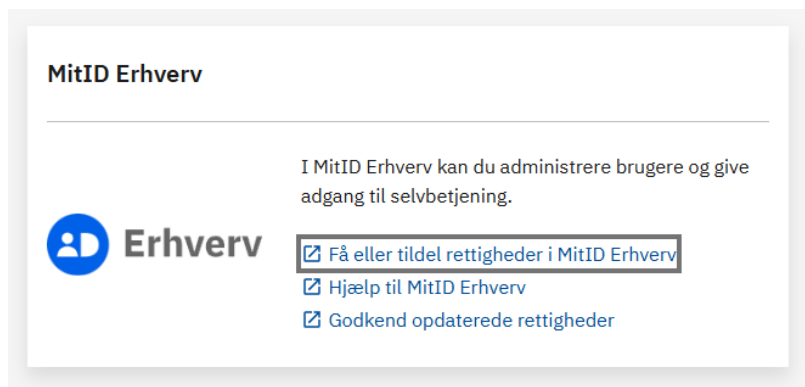 MitID Erhverv
I MitID Erhverv kan du administrere brugere og give
adgang til selvbetjening.
Erhverv
Få eller tildel rettigheder i MitID Erhverv
Hjælp til MitID Erhverv
Godkend opdaterede rettigheder